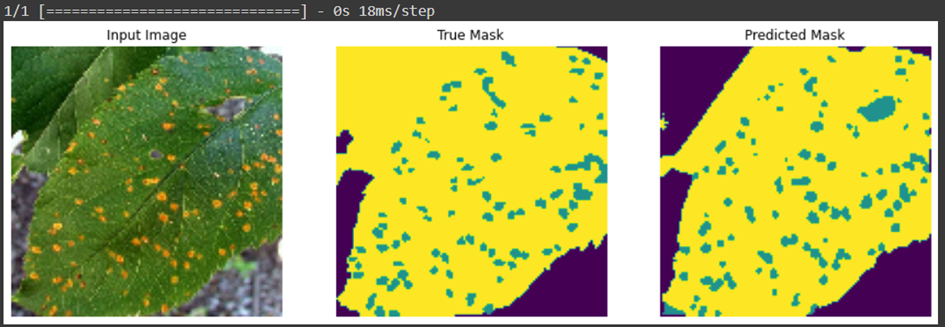 1/1 [==============================] - 0s 18ms/step
Input Image
True Mask
Predicted Mask